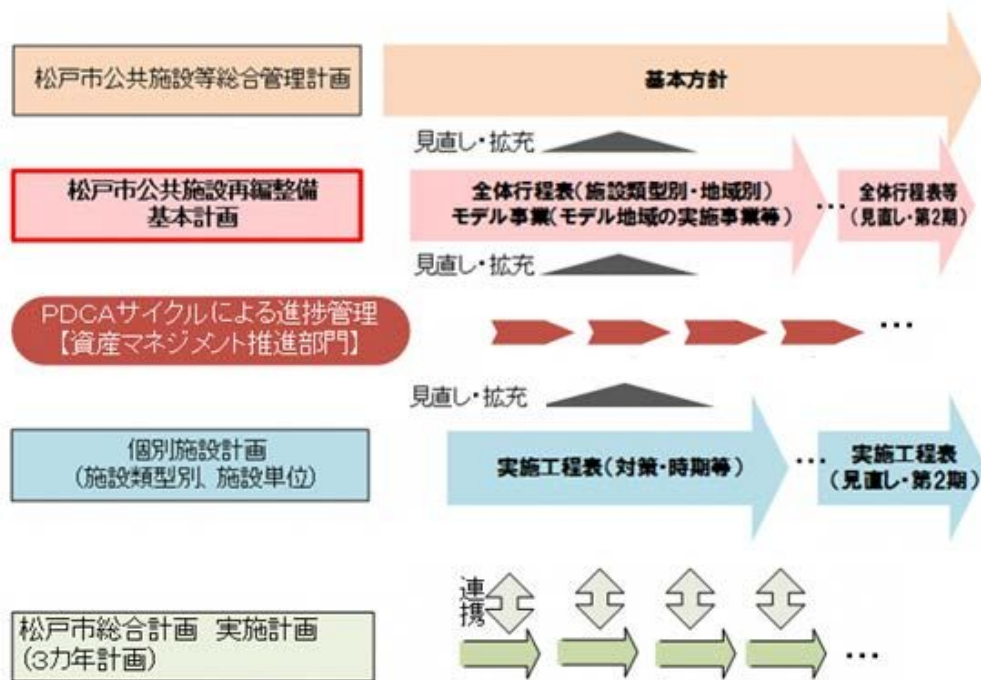 松戸市公共施設等総合管理計画
基本方針
見直し・拡充
松戸市公共施設再編整備
基本計画
全体行程表(施設類型別・地域別)
モデル事業(モデル地域の実施事業等)
…
全体行程表等
(見直し・第2期)
見直し・拡充
PDCAサイクルによる進捗管理
【資産マネジメント推進部門】
…
見直し・拡充
個別施設計画
(施設類型別、施設単位)
実施工程表(対策・時期等)
…
実施工程表
(見直し・第2期)
連携
松戸市総合計画 実施計画
(3カ年計画)
…